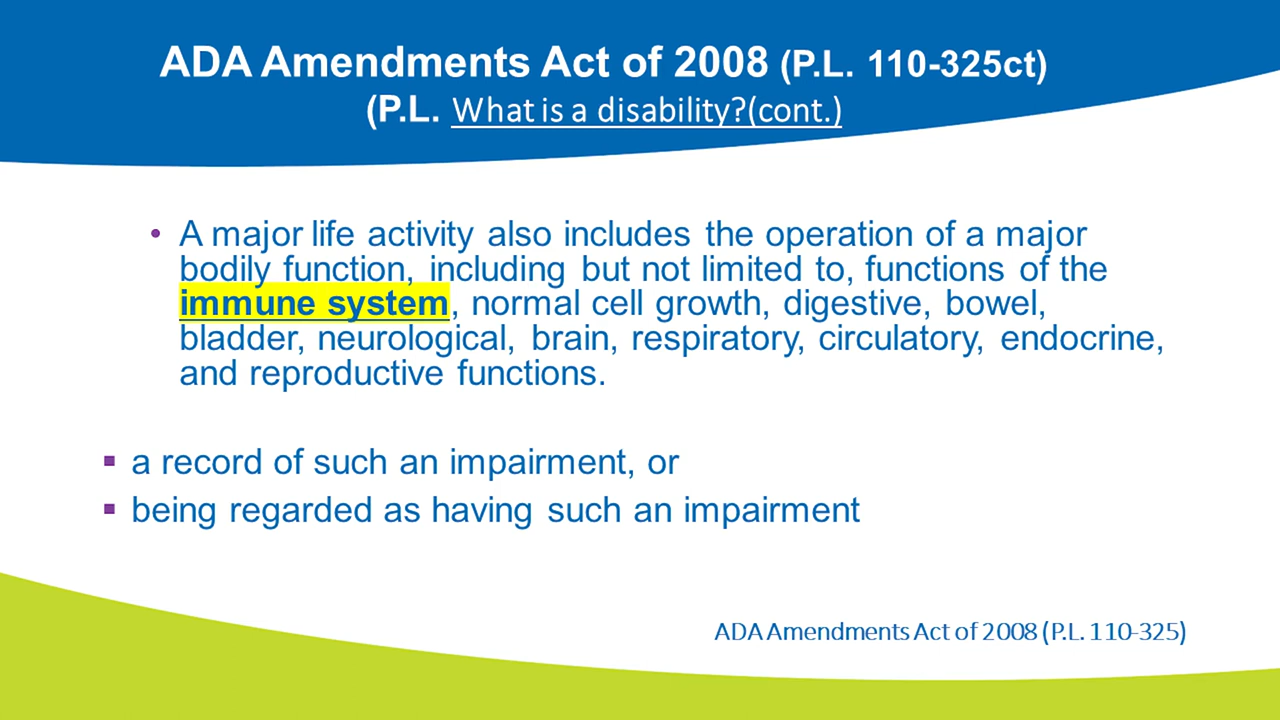 ADA Amendments Act of 2008 (P.L. 110-325ct)
(P.L. What is a disability?(cont.)
• A major life activity also includes the operation of a major
bodily function, including but not limited to, functions of the
immune system, normal cell growth, digestive, bowel,
bladder, neurological, brain, respiratory, circulatory, endocrine,
and reproductive functions.
▪ a record of such an impairment, or
▪ being regarded as having such an impairment
ADA Amendments Act of 2008 (P.L. 110-325)